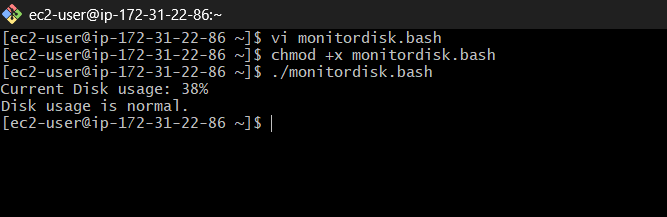 ec2-user@ip-172-31-22-86:~
[ec2-user@ip-172-31-22-86 ~]$ vi monitordisk.bash
[ec2-user@ip-172-31-22-86 ~]$ chmod +x monitordisk.bash
[ec2-user@ip-172-31-22-86 ~]$ ./monitordisk.bash
Current Disk usage: 38%
Disk usage is normal.
[ec2-user@ip-172-31-22-86 ~]$